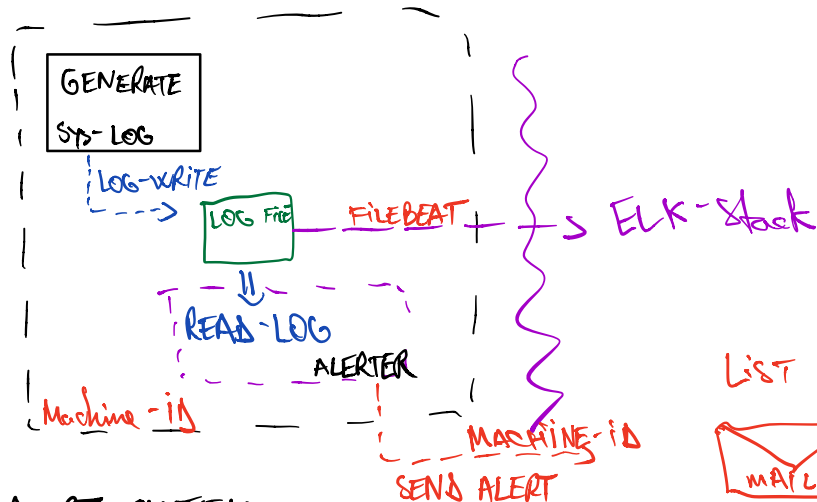 GENERATE
SYS-LOG
LOG-WRITE
LOG FILE
FILEBEAT
ELK-Stack
READ-LOG
ALERTER
LIST
Machine-iD
MACHINE-iD
SEND ALERT
MAIL